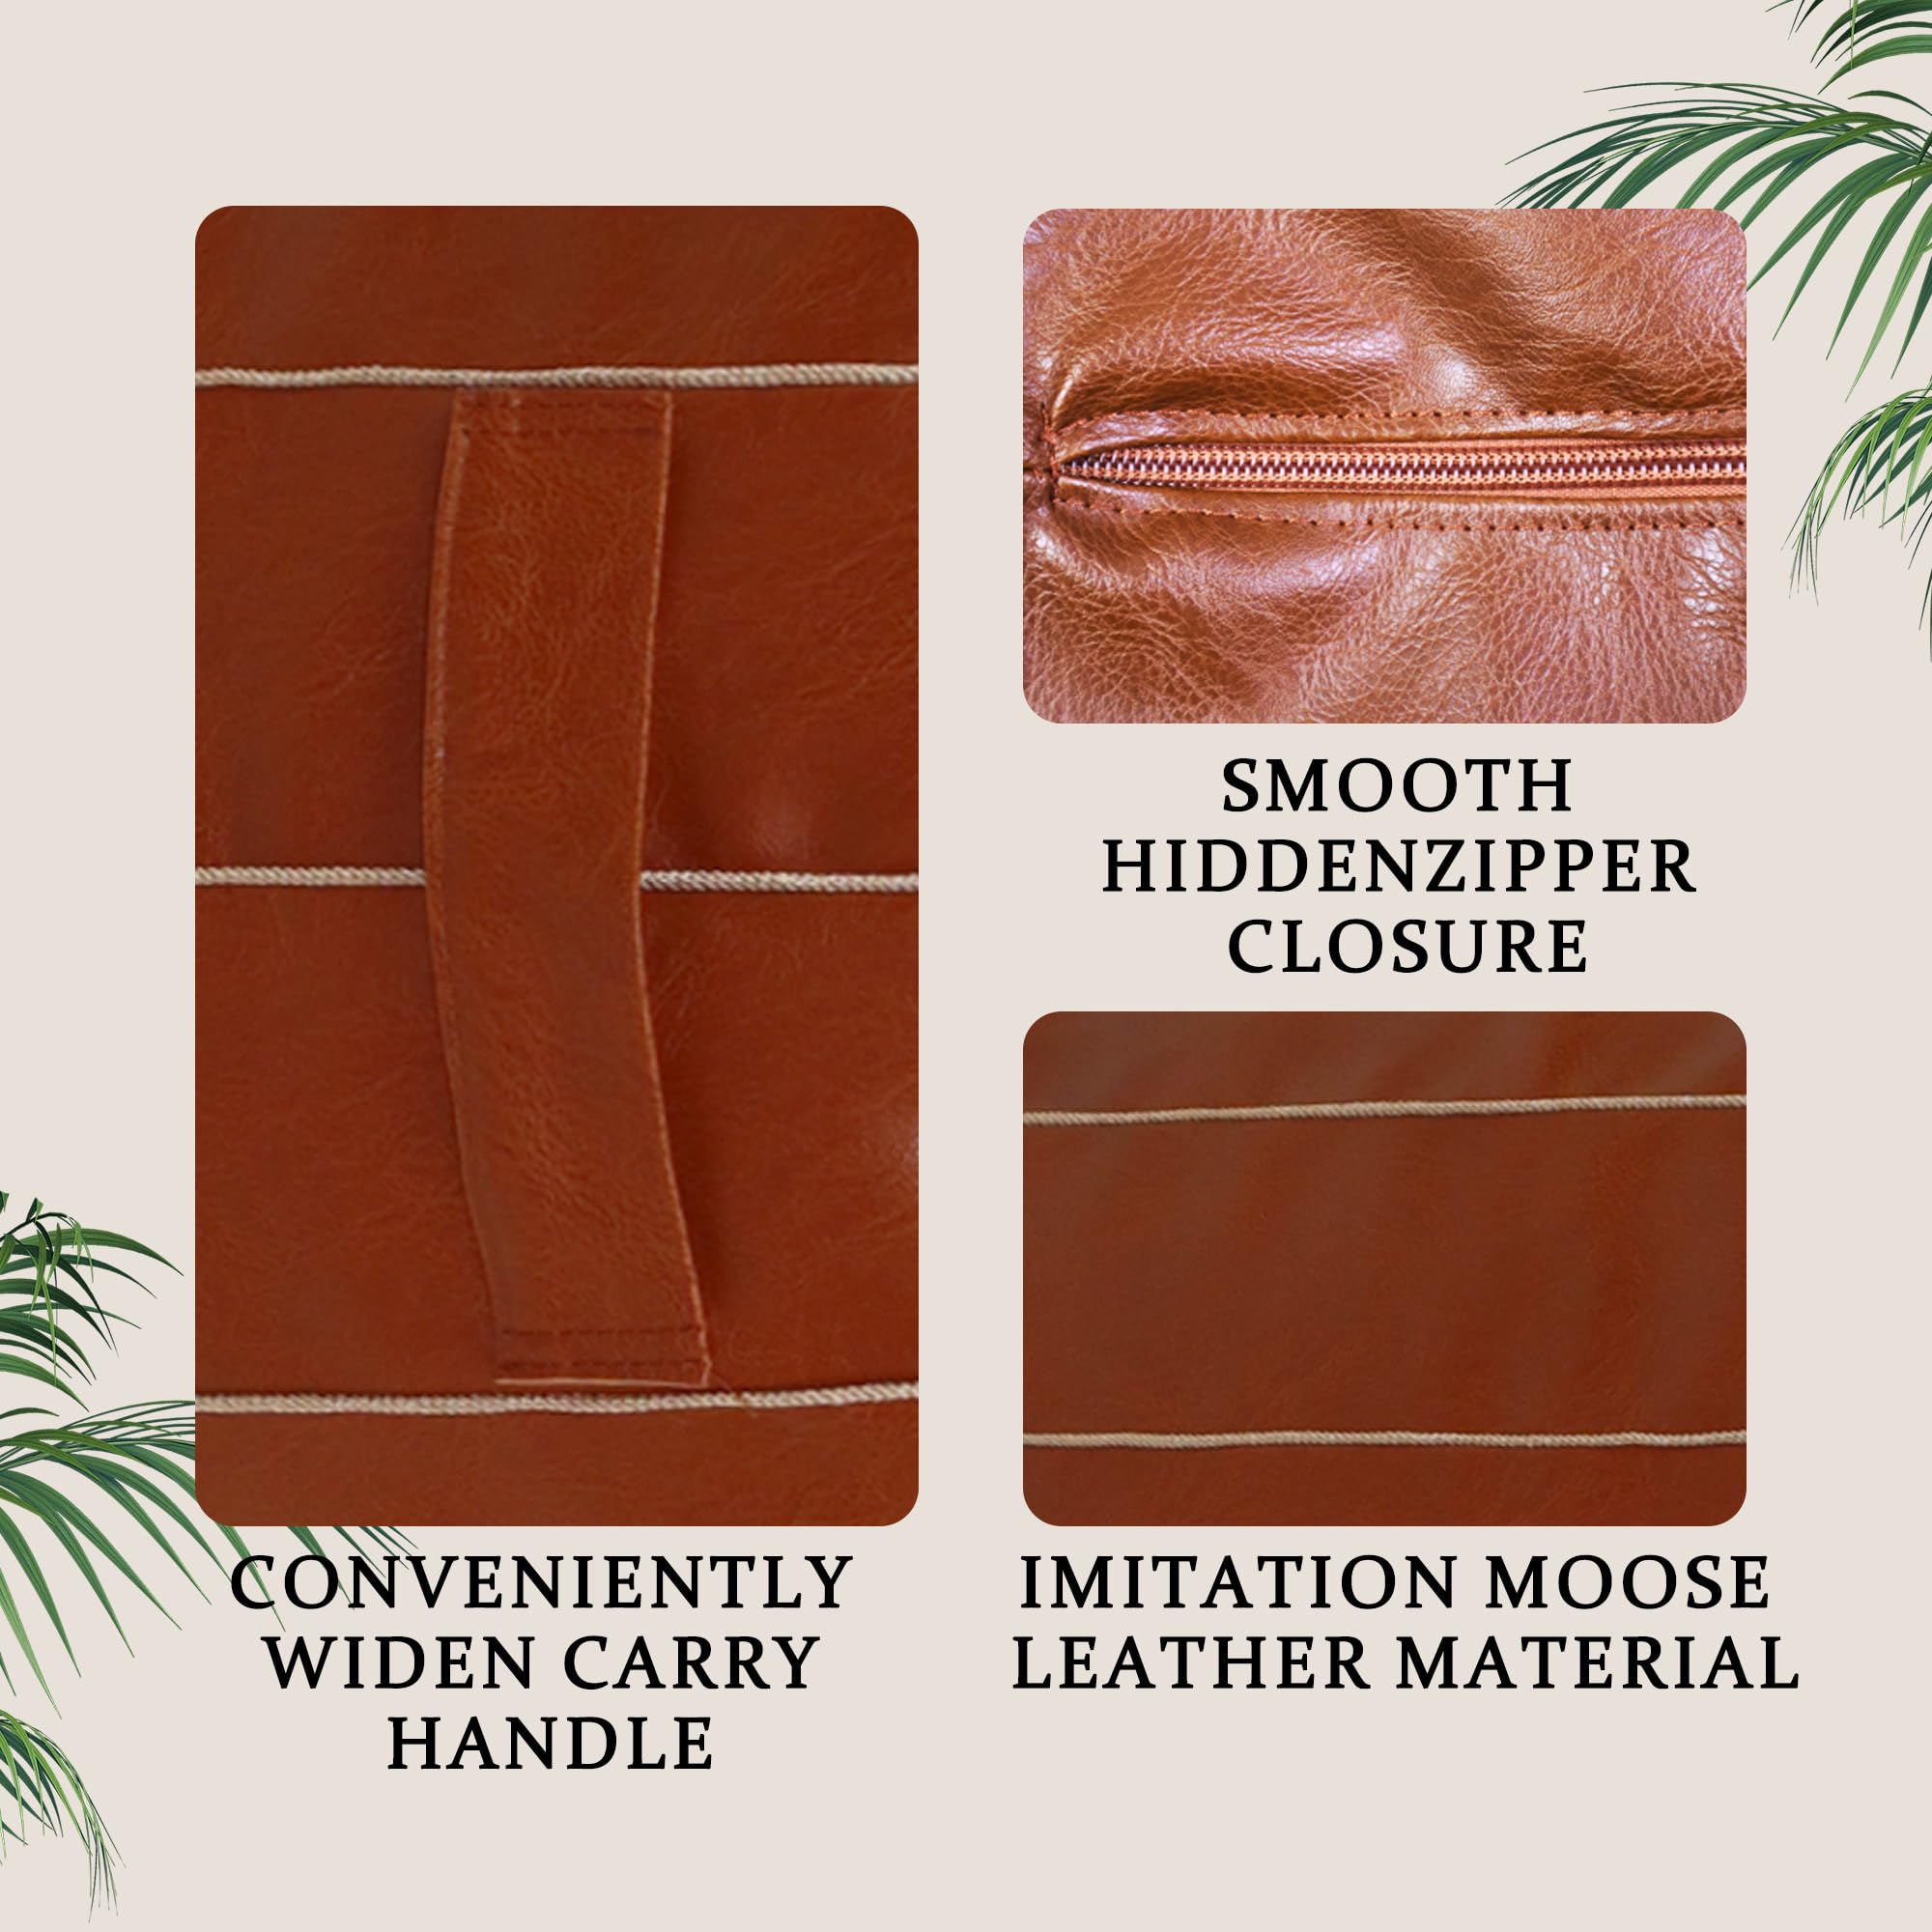 SMOOTH
HIDDENZIPPER
CLOSURE
CONVENIENTLY
WIDEN CARRY
HANDLE
IMITATION MOOSE
LEATHER MATERIAL